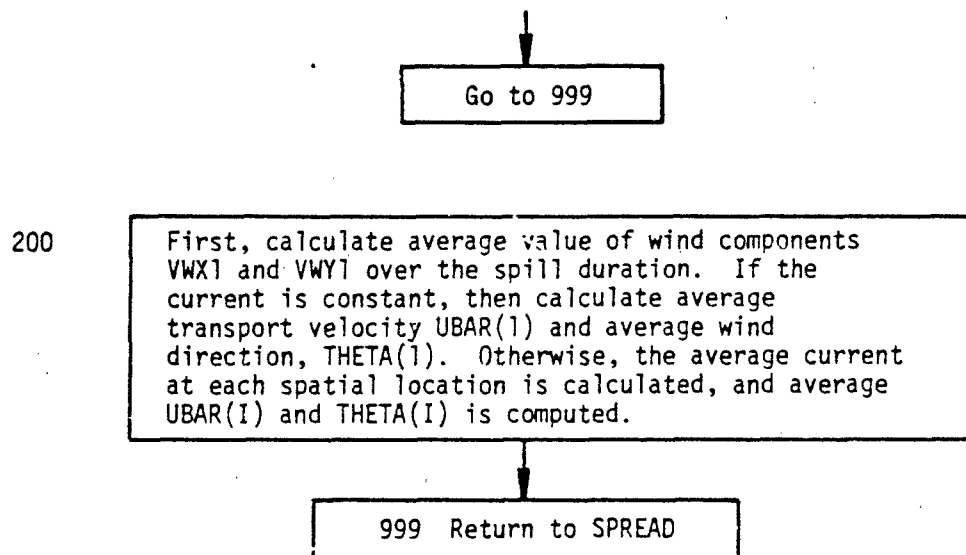 Go to 999
200
First, calculate average value of wind components
VWX1 and VWY1 over the spill duration. If the
current is constant, then calculate average
transport velocity UBAR(1) and average wind
direction, THETA(1). Otherwise, the average current
at each spatial location is calculated, and average
UBAR(I) and THETA(I) is computed.
999 Return to SPREAD